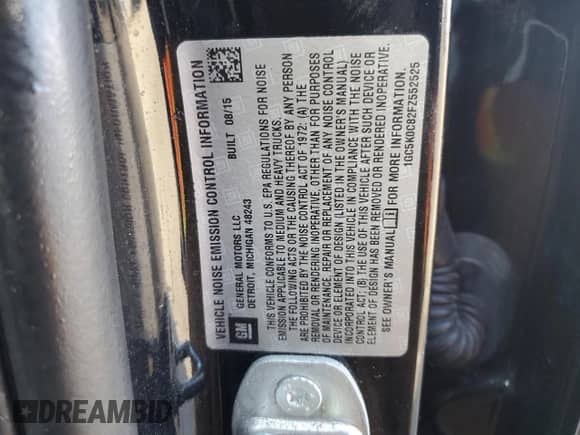 VEHICLE NOISE EMISSION CONTROL INFORMATION
GM
GENERAL MOTORS LLC
DETROIT, MICHIGAN 48243
BUILT 08/15
THIS VEHICLE CONFORMS TO U.S. EPA REGULATIONS FOR NOISE
EMISSION APPLICABLE TO MEDIUM AND HEAVY TRUCKS.
THE FOLLOWING ACTS OR THE CAUSING THEREOF BY ANY PERSON
ARE PROHIBITED BY THE NOISE CONTROL ACT OF 1972: (A) THE
REMOVAL OR RENDERING INOPERATIVE, OTHER THAN FOR PURPOSES
OF MAINTENANCE, REPAIR OR REPLACEMENT OF ANY NOISE CONTROL
DEVICE OR ELEMENT OF DESIGN (LISTED IN THE OWNER'S MANUAL)
INCORPORATED INTO THIS VEHICLE IN COMPLIANCE WITH THE NOISE
CONTROL ACT; (B) THE USE OF THIS VEHICLE AFTER SUCH DEVICE OR
ELEMENT OF DESIGN HAS BEEN REMOVED OR RENDERED INOPERATIVE.
SEE OWNER'S MANUAL FOR MORE INFORMATION.
1GC5K0C82FZ552525
DREAMBID